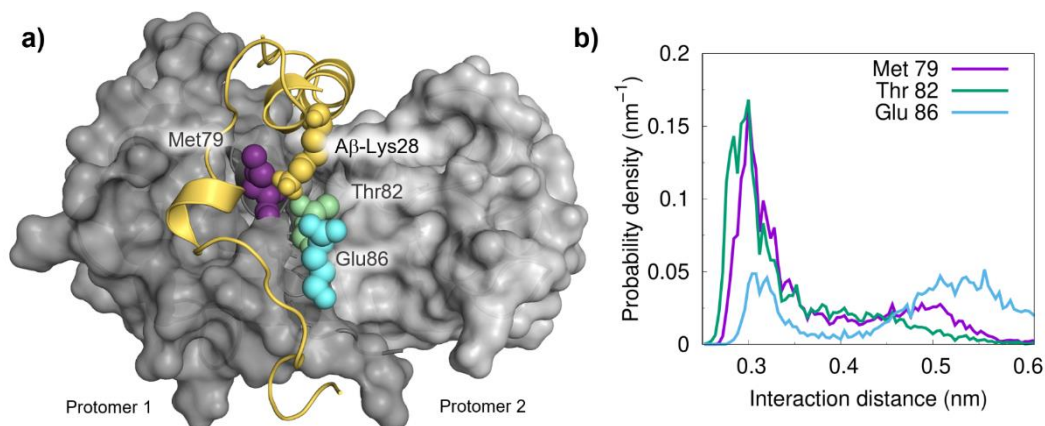 a)
Met79
Aβ-Lys28
Thr82
Glu86
Protomer 1
Protomer 2
b)
Met 79
Thr 82
Glu 86
Probability density (nm⁻¹)
0.2
0.15
0.1
0.05
0
0.3
0.4
0.5
0.6
Interaction distance (nm)